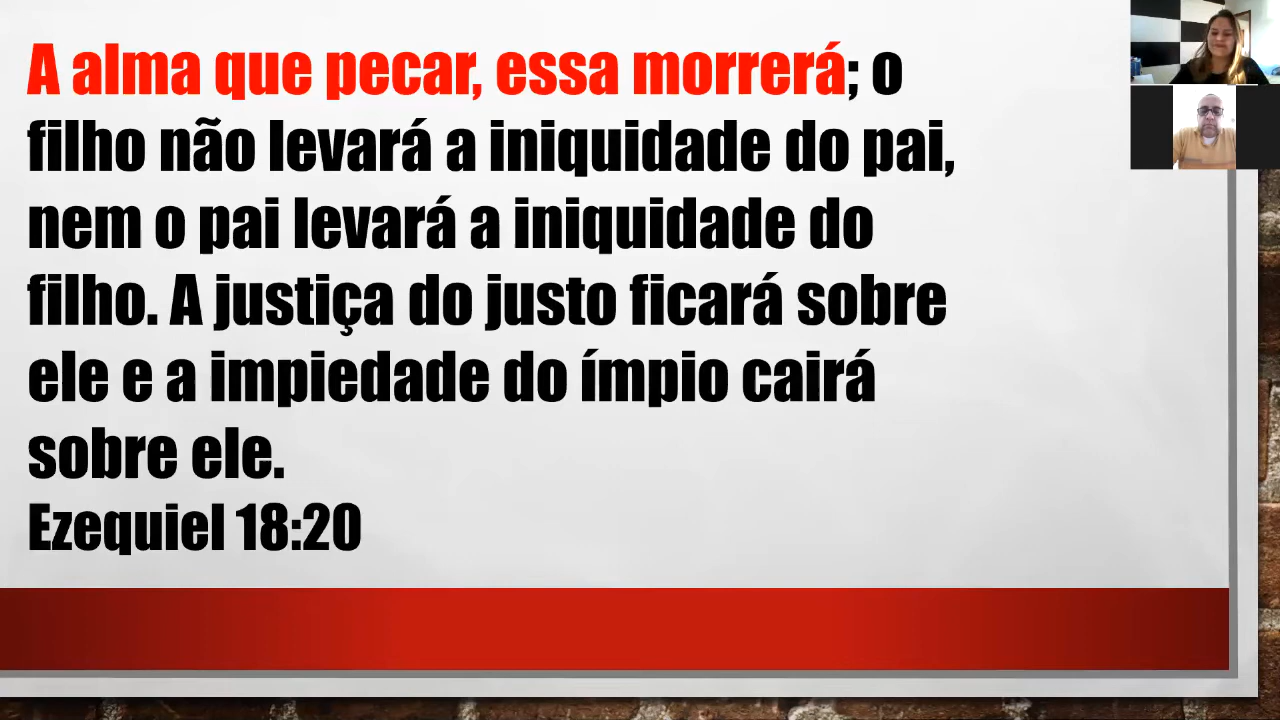 A alma que pecar, essa morrerá; o
filho não levará a iniquidade do pai,
nem o pai levará a iniquidade do
filho. A justiça do justo ficará sobre
ele e a impiedade do ímpio cairá
sobre ele.
Ezequiel 18:20